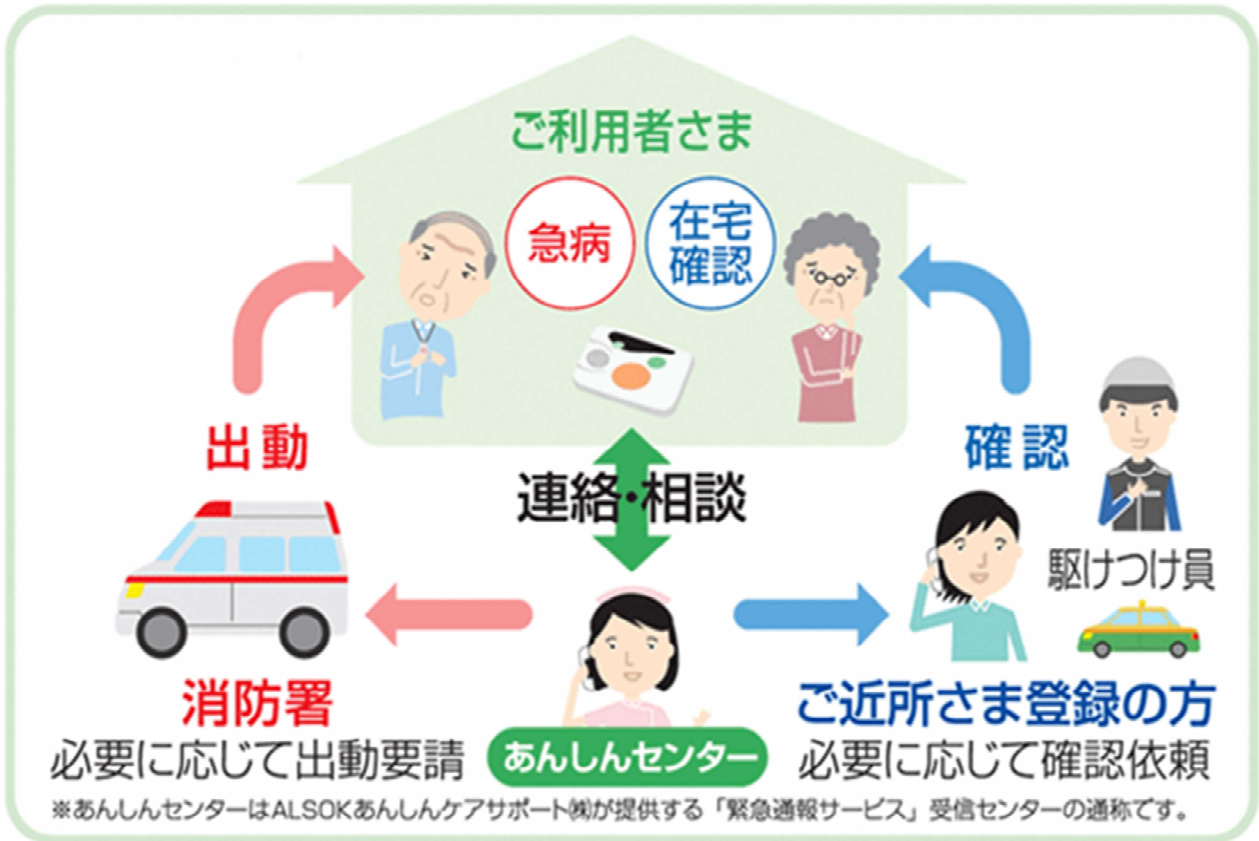 ご利用者さま
急病
在宅
確認
出動
確認
連絡・相談
駆けつけ員
消防署
必要に応じて出動要請
あんしんセンター
ご近所さま登録の方
必要に応じて確認依頼
※あんしんセンターはALSOKあんしんケアサポート㈱が提供する「緊急通報サービス」受信センターの通称です。